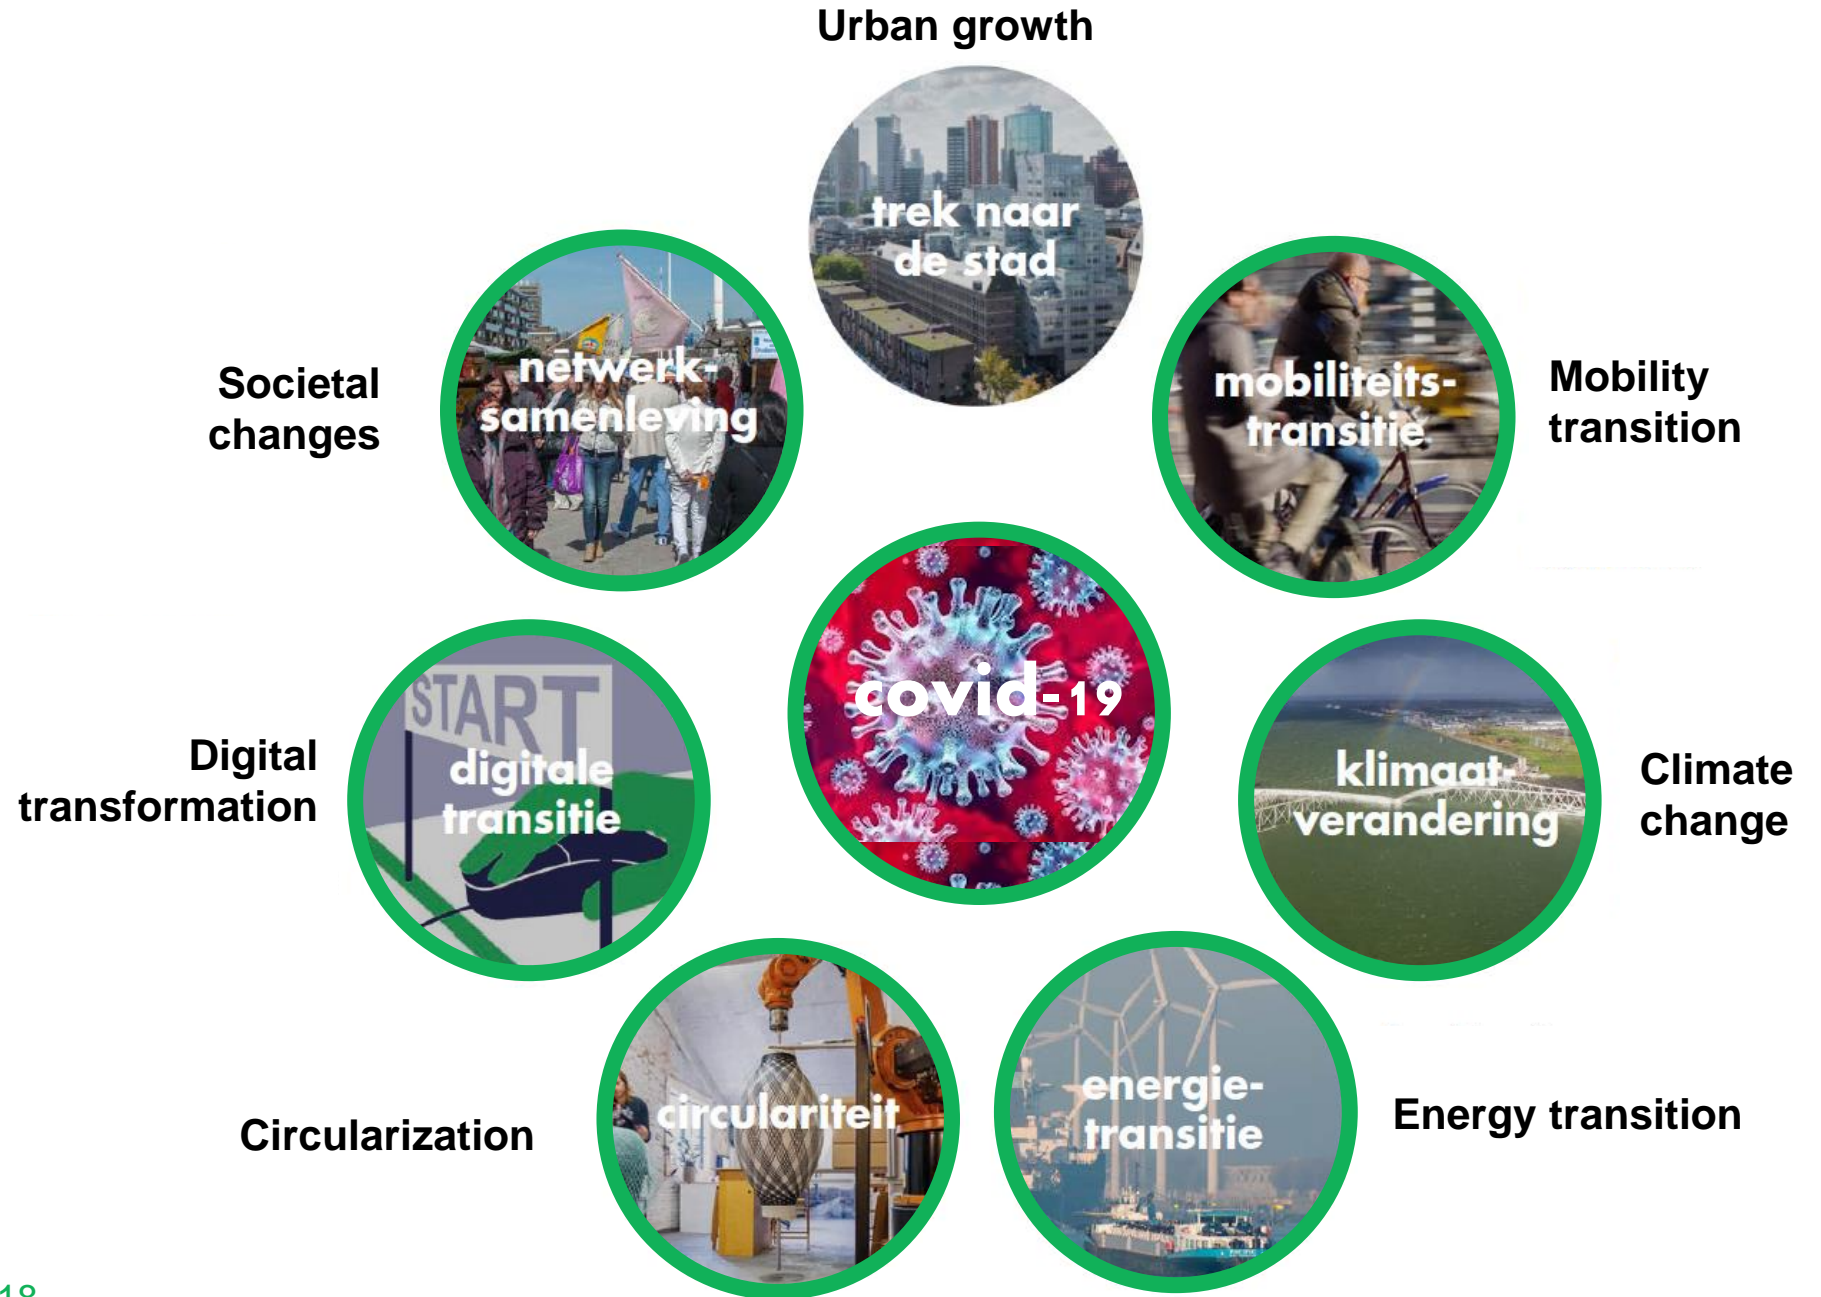 Urban growth
trek naar
de stad
Societal
changes
netwerk-
samenleving
mobiliteits-
transitie
Mobility
transition
covid-19
Digital
transformation
START
digitale
transitie
klimaat-
verandering
Climate
change
Circularization
circulariteit
energie-
transitie
Energy transition
18